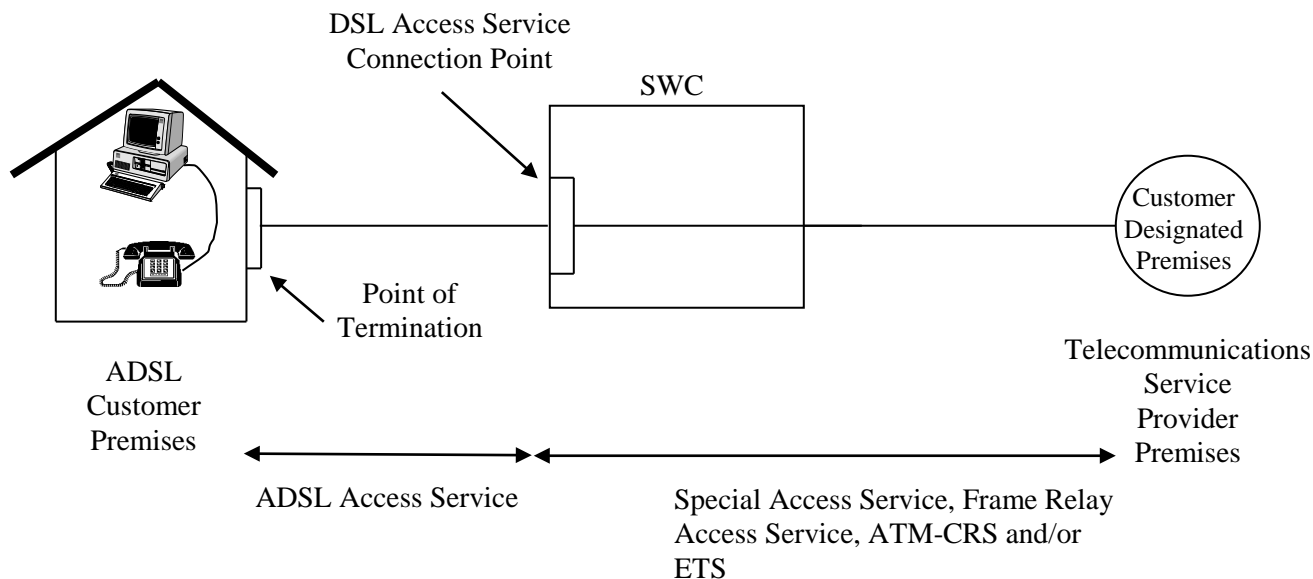 DSL Access Service
Connection Point
SWC
Customer
Designated
Premises
Point of
Termination
ADSL
Customer
Premises
Telecommunications
Service
Provider
Premises
ADSL Access Service
Special Access Service, Frame Relay
Access Service, ATM-CRS and/or
ETS